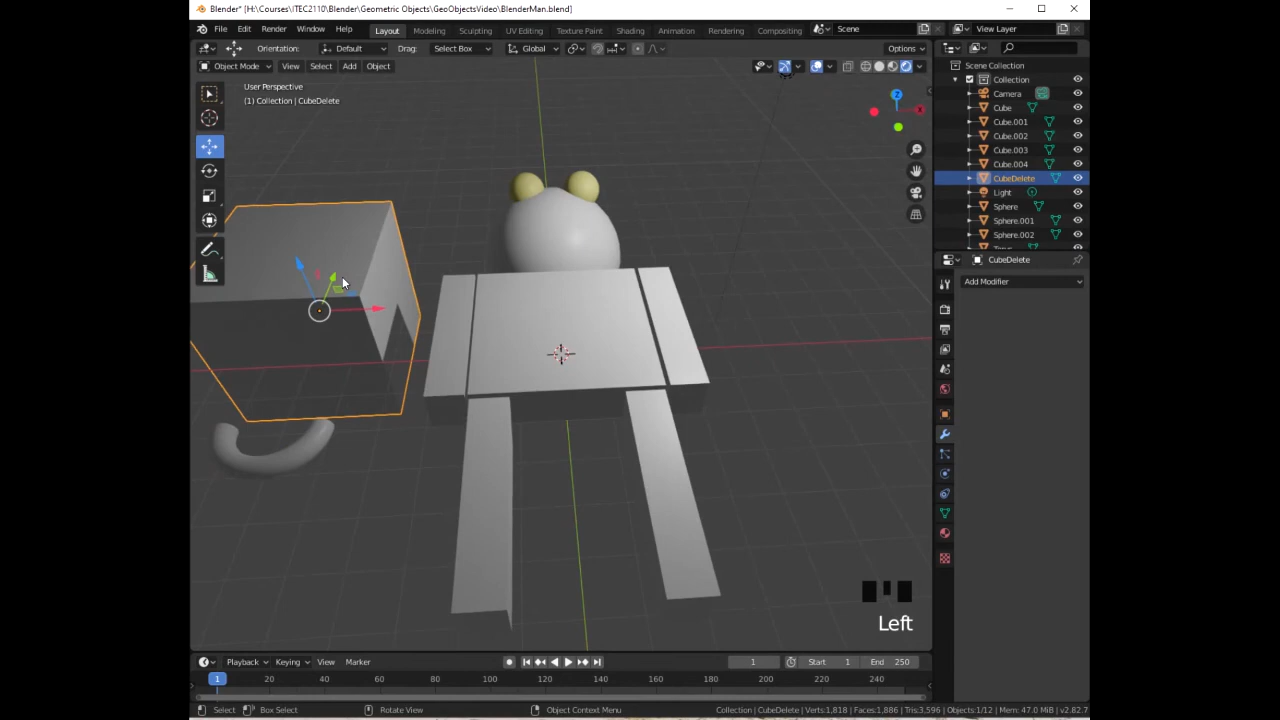 Blender* [H:\Courses\ITEC2110\Blender\Geometric Objects\GeoObjectsVideo\BlenderMan.blend]
File Edit Render Window Help Layout Modeling Sculpting UV Editing Texture Paint Shading Animation Rendering Compositing Scene View Layer
Orientation: Default Drag: Select Box Global Options
Object Mode View Select Add Object
Scene Collection
Collection
User Perspective
(1) Collection | CubeDelete
Camera
Cube
Cube.001
Cube.002
Cube.003
Cube.004
CubeDelete
Light
Sphere
Sphere.001
Sphere.002
Torus
CubeDelete
Add Modifier
Z
X
Left
Playback Keying View Marker 1 Start 1 End 250
1 20 40 60 80 100 120 140 160 180 200 220 240
Select Box Select Rotate View Object Context Menu Collection | CubeDelete | Verts:1,818 | Faces:1,886 | Tris:3,596 | Objects:1/12 | Mem: 47.0 MiB | v2.82.7